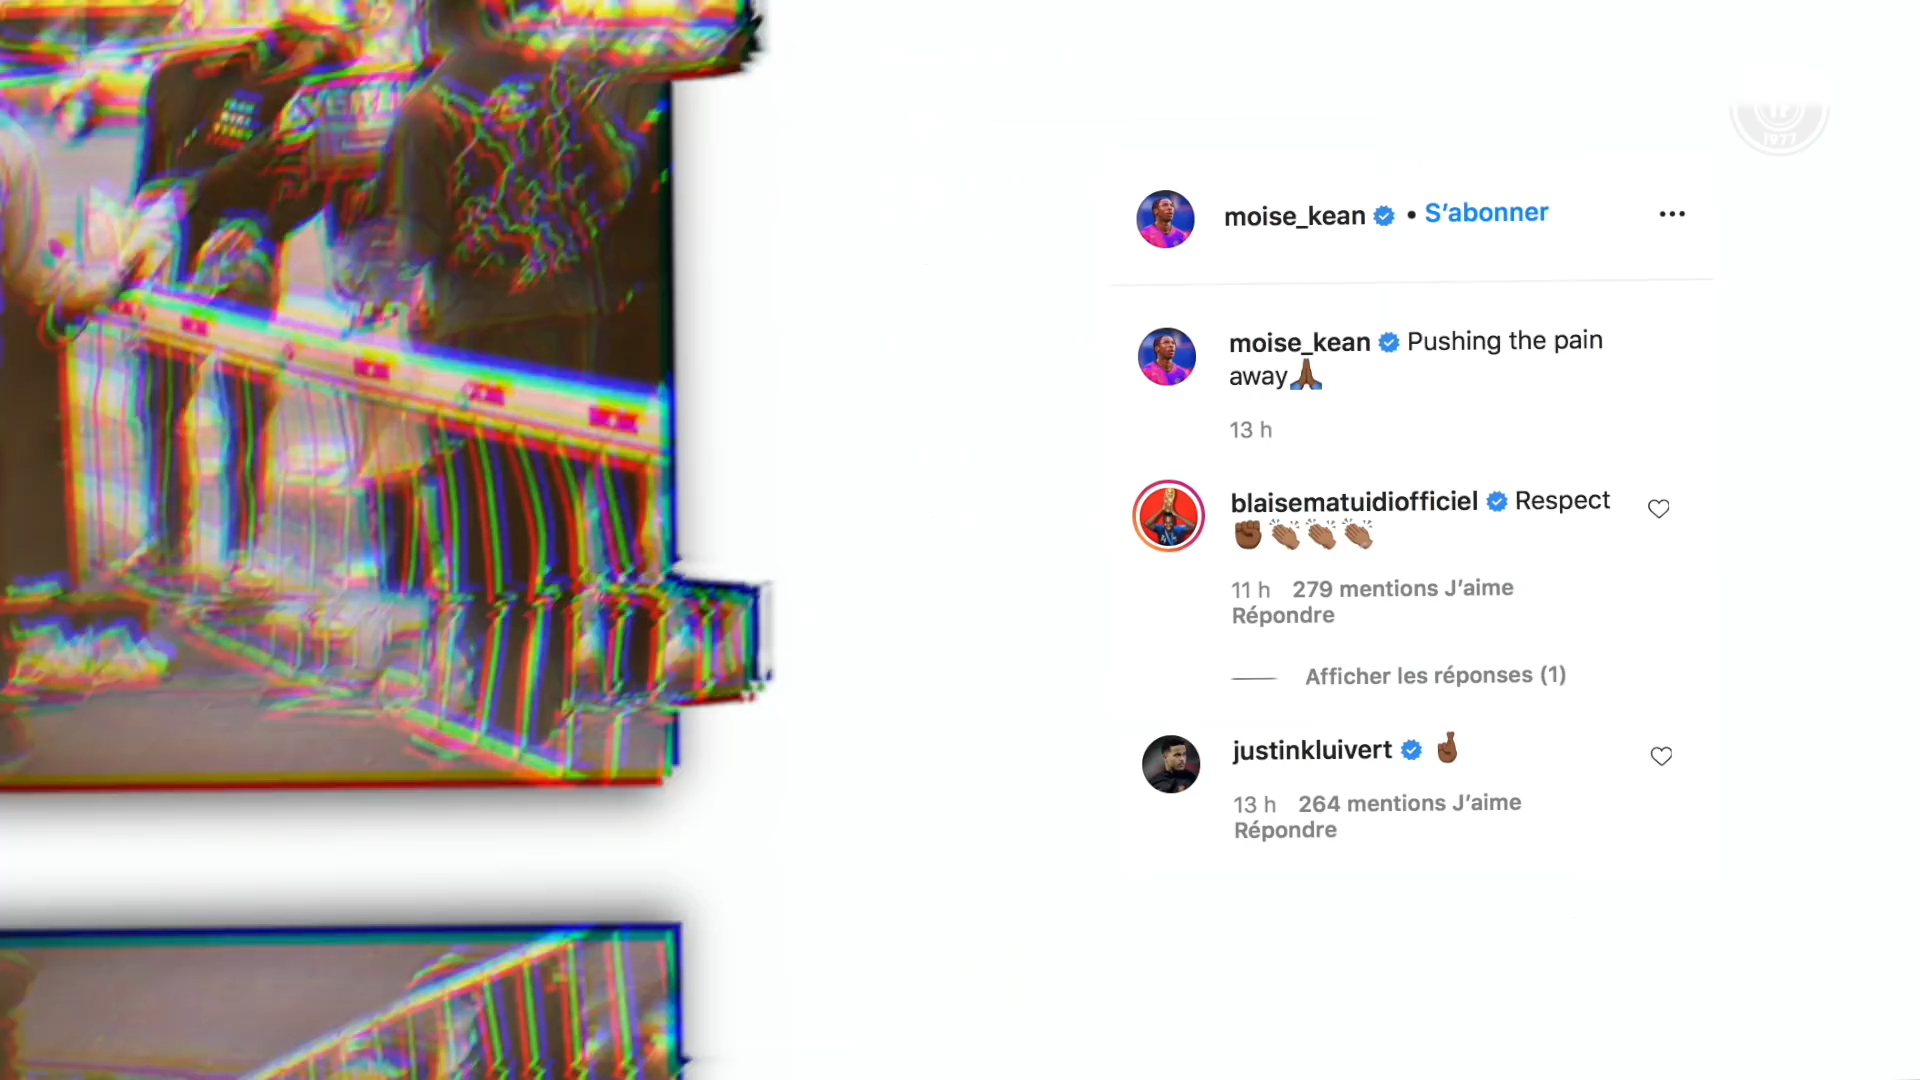 1977
moise_kean • S’abonner
moise_kean Pushing the pain
away🙏🏾
13 h
blaisematuidiofficiel Respect
✊🏾👏🏽👏🏽👏🏽
11 h 279 mentions J’aime
Répondre
Afficher les réponses (1)
justinkluivert 🤞🏾
13 h 264 mentions J’aime
Répondre